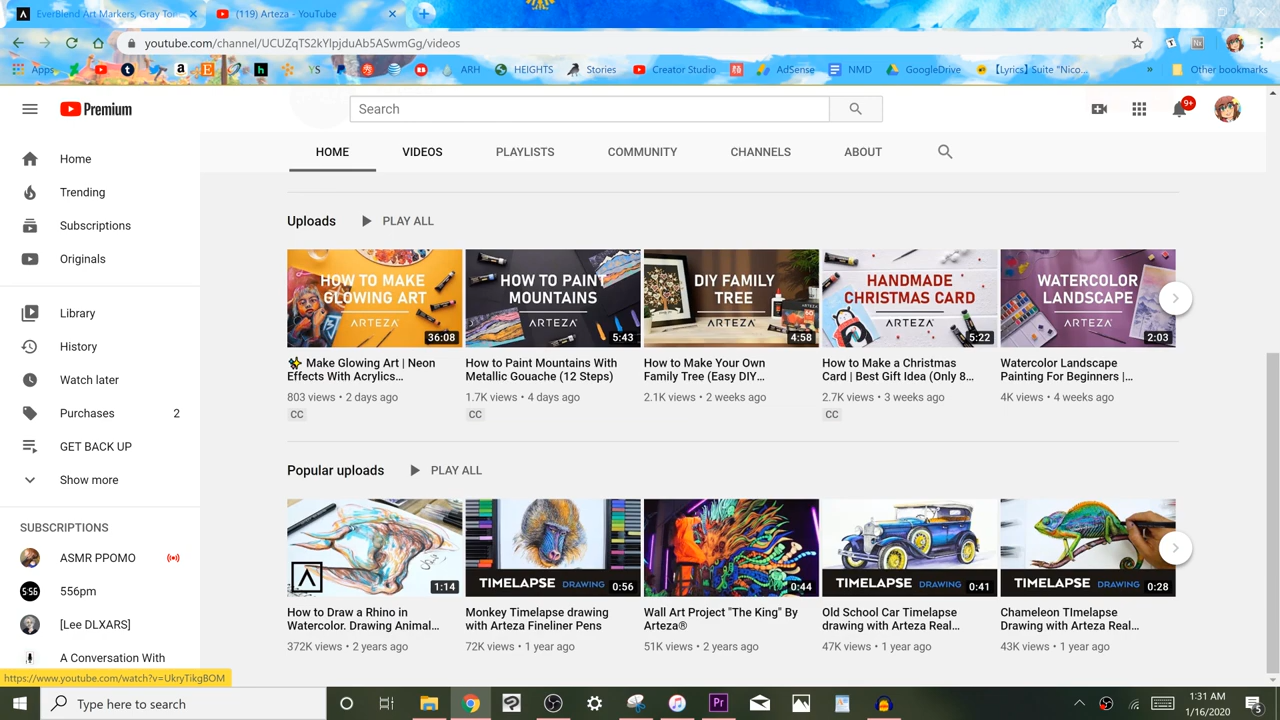 EverBlend Art Markers, Gray To
(119) Arteza - YouTube
youtube.com/channel/UCUZqTS2kYlpjduAb5ASwmGg/videos
Apps
YS
ARH
HEIGHTS
Stories
Creator Studio
AdSense
NMD
GoogleDrive
【Lyrics】Suite “Nico...
»
Other bookmarks
Premium
Search
9+
HOME
VIDEOS
PLAYLISTS
COMMUNITY
CHANNELS
ABOUT
Home
Trending
Subscriptions
Originals
Library
History
Watch later
Purchases 2
GET BACK UP
Show more
SUBSCRIPTIONS
ASMR PPOMO
556pm
[Lee DLXARS]
A Conversation With
Uploads PLAY ALL
HOW TO MAKE
GLOWING ART
ARTEZA
36:08
HOW TO PAINT
MOUNTAINS
ARTEZA
5:43
DIY FAMILY
TREE
ARTEZA
4:58
HANDMADE
CHRISTMAS CARD
ARTEZA
5:22
WATERCOLOR
LANDSCAPE
ARTEZA
2:03
✨ Make Glowing Art | Neon
Effects With Acrylics...
803 views • 2 days ago
CC
How to Paint Mountains With
Metallic Gouache (12 Steps)
1.7K views • 4 days ago
CC
How to Make Your Own
Family Tree (Easy DIY...
2.1K views • 2 weeks ago
How to Make a Christmas
Card | Best Gift Idea (Only 8...
2.7K views • 3 weeks ago
CC
Watercolor Landscape
Painting For Beginners |...
4K views • 4 weeks ago
Popular uploads PLAY ALL
1:14
TIMELAPSE DRAWING 0:56
0:44
TIMELAPSE DRAWING 0:41
TIMELAPSE DRAWING 0:28
How to Draw a Rhino in
Watercolor. Drawing Animal...
372K views • 2 years ago
Monkey Timelapse drawing
with Arteza Fineliner Pens
72K views • 1 year ago
Wall Art Project "The King" By
Arteza®
51K views • 2 years ago
Old School Car Timelapse
drawing with Arteza Real...
47K views • 1 year ago
Chameleon TImelapse
Drawing with Arteza Real...
43K views • 1 year ago
https://www.youtube.com/watch?v=UkryTikgBOM
Type here to search
Pr
1:31 AM
1/16/2020
5